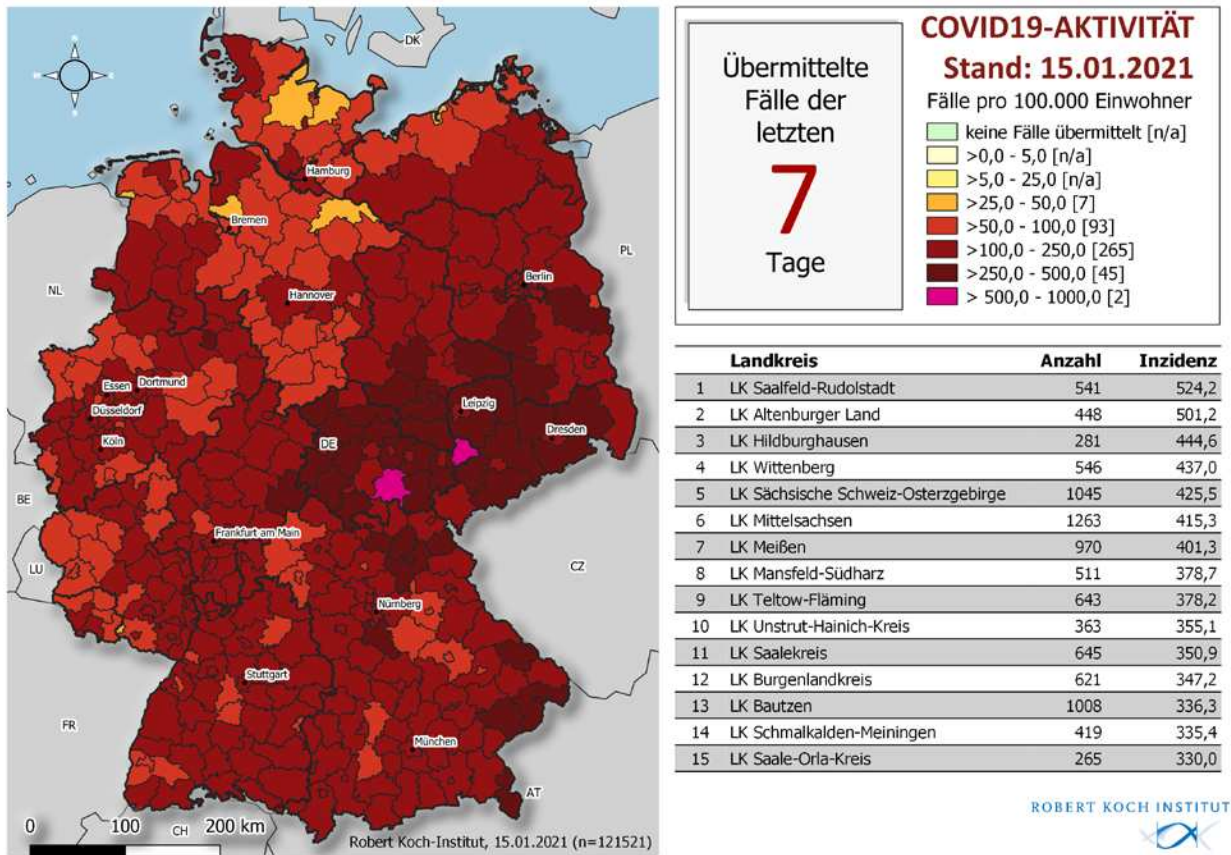 DK
Hamburg
Bremen
PL
NL
Berlin
Hannover
Essen
Dortmund
Düsseldorf
Leipzig
Köln
DE
Dresden
BE
Frankfurt am Main
LU
CZ
Nürnberg
Stuttgart
FR
München
AT
0 100 200 km
CH
Robert Koch-Institut, 15.01.2021 (n=121521)
Übermittelte
Fälle der
letzten
7
Tage
COVID19-AKTIVITÄT
Stand: 15.01.2021
Fälle pro 100.000 Einwohner
keine Fälle übermittelt [n/a]
>0,0 - 5,0 [n/a]
>5,0 - 25,0 [n/a]
>25,0 - 50,0 [7]
>50,0 - 100,0 [93]
>100,0 - 250,0 [265]
>250,0 - 500,0 [45]
> 500,0 - 1000,0 [2]
Landkreis Anzahl Inzidenz
1 LK Saalfeld-Rudolstadt 541 524,2
2 LK Altenburger Land 448 501,2
3 LK Hildburghausen 281 444,6
4 LK Wittenberg 546 437,0
5 LK Sächsische Schweiz-Osterzgebirge 1045 425,5
6 LK Mittelsachsen 1263 415,3
7 LK Meißen 970 401,3
8 LK Mansfeld-Südharz 511 378,7
9 LK Teltow-Fläming 643 378,2
10 LK Unstrut-Hainich-Kreis 363 355,1
11 LK Saalekreis 645 350,9
12 LK Burgenlandkreis 621 347,2
13 LK Bautzen 1008 336,3
14 LK Schmalkalden-Meiningen 419 335,4
15 LK Saale-Orla-Kreis 265 330,0
ROBERT KOCH INSTITUT